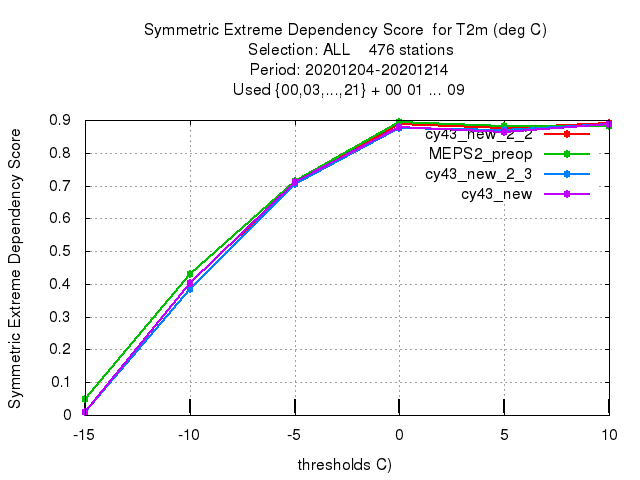 Symmetric Extreme Dependency Score for T2m (deg C)
Selection: ALL 476 stations
Period: 20201204-20201214
Used {00,03,...,21} + 00 01 ... 09
Symmetric Extreme Dependency Score
0.9
0.8
0.7
0.6
0.5
0.4
0.3
0.2
0.1
0
cy43_new_2_2
MEPS2_preop
cy43_new_2_3
cy43_new
-15 -10 -5 0 5 10
thresholds C)